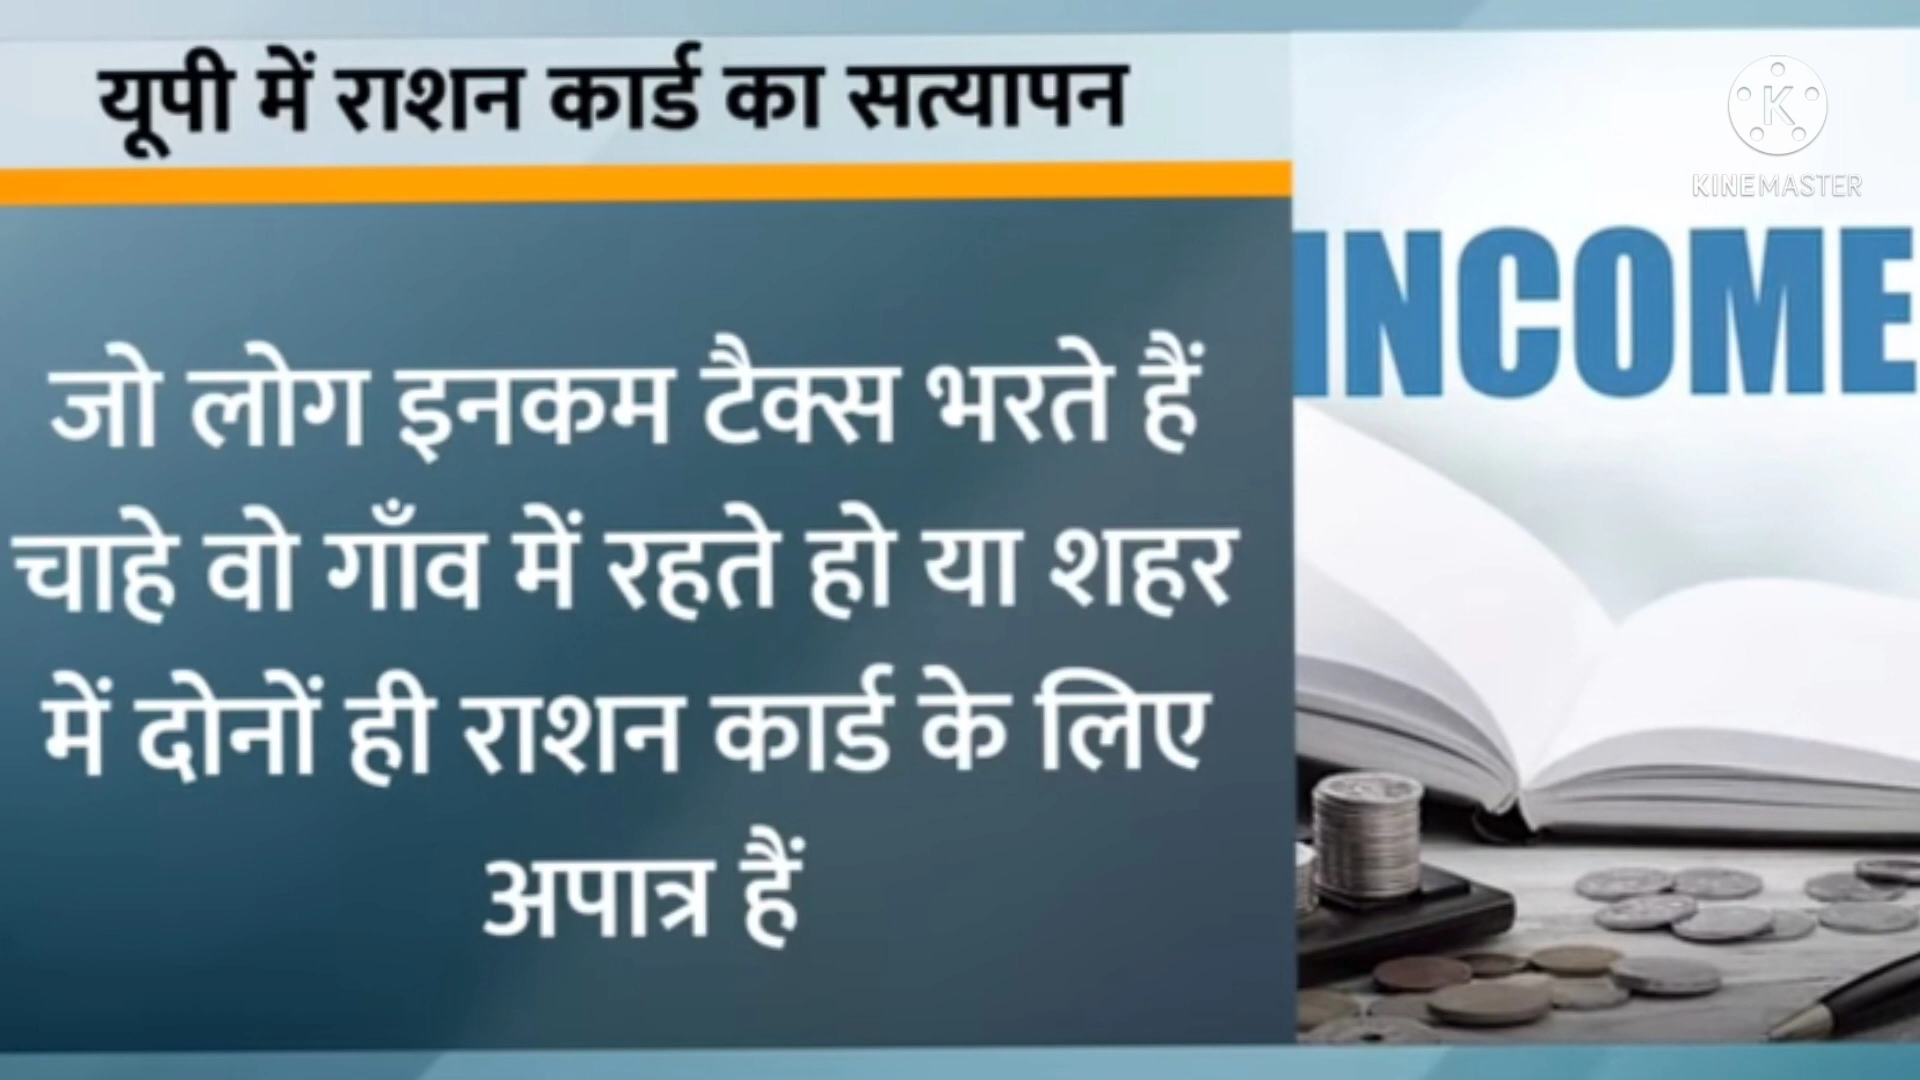 यूपी में राशन कार्ड का सत्यापन
K
KINEMASTER
INCOME
जो लोग इनकम टैक्स भरते हैं
चाहे वो गाँव में रहते हो या शहर
में दोनों ही राशन कार्ड के लिए
अपात्र हैं